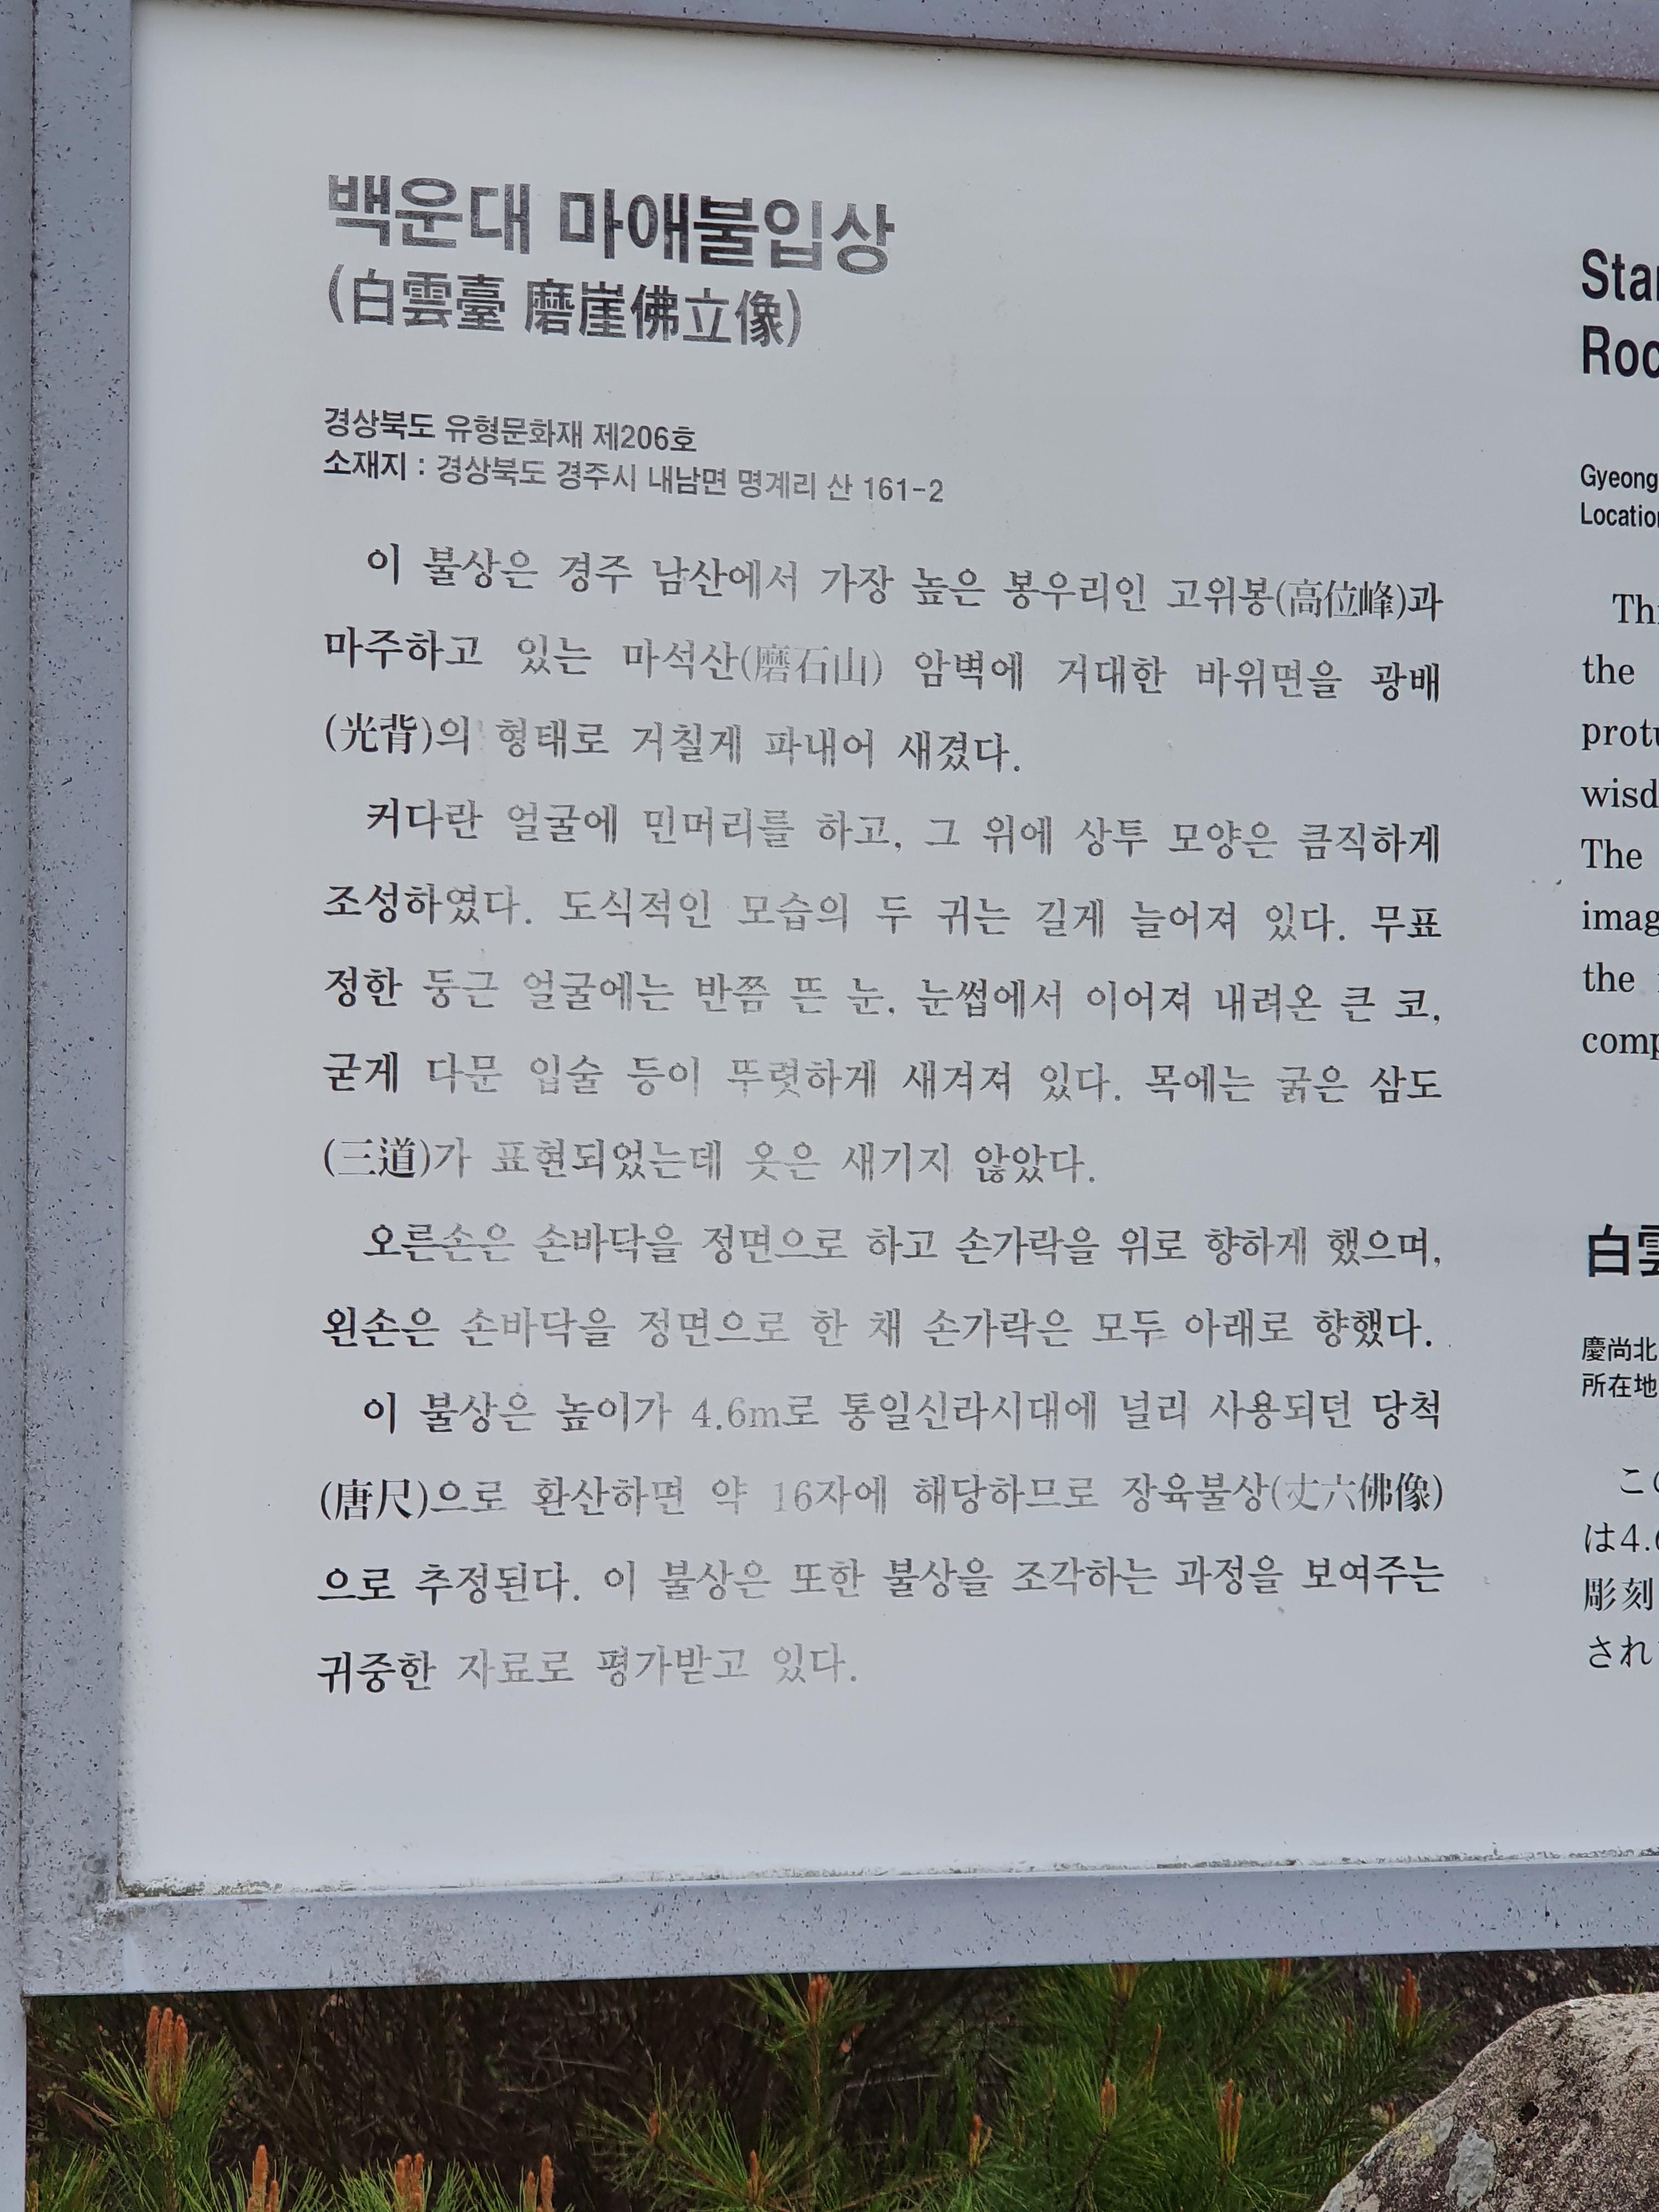 백운대 마애불입상
(白雲臺 磨崖佛立像)
경상북도 유형문화재 제206호
소재지 : 경상북도 경주시 내남면 명계리 산 161-2
이 불상은 경주 남산에서 가장 높은 봉우리인 고위봉(高位峰)과
마주하고 있는 마석산(磨石山) 암벽에 거대한 바위면을 광배
(光背)의 형태로 거칠게 파내어 새겼다.
커다란 얼굴에 민머리를 하고, 그 위에 상투 모양은 큼직하게
조성하였다. 도식적인 모습의 두 귀는 길게 늘어져 있다. 무표
정한 둥근 얼굴에는 반쯤 뜬 눈, 눈썹에서 이어져 내려온 큰 코,
굳게 다문 입술 등이 뚜렷하게 새겨져 있다. 목에는 굵은 삼도
(三道)가 표현되었는데 옷은 새기지 않았다.
오른손은 손바닥을 정면으로 하고 손가락을 위로 향하게 했으며,
왼손은 손바닥을 정면으로 한 채 손가락은 모두 아래로 향했다.
이 불상은 높이가 4.6m로 통일신라시대에 널리 사용되던 당척
(唐尺)으로 환산하면 약 16자에 해당하므로 장육불상(丈六佛像)
으로 추정된다. 이 불상은 또한 불상을 조각하는 과정을 보여주는
귀중한 자료로 평가받고 있다.
Star
Roc
Gyeong
Location
Thi
the
protu
wisd
The
imag
the
comp
白雲
慶尚北
所在地
この
は4.6
彫刻
され